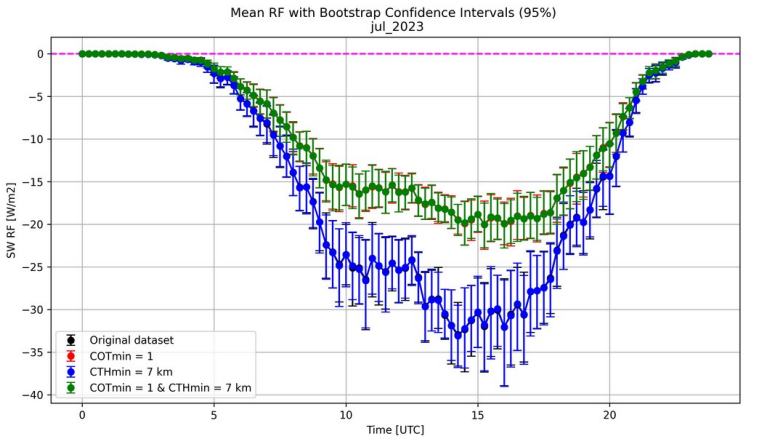 Mean RF with Bootstrap Confidence Intervals (95%)
jul_2023
SW RF [W/m2]
0
−5
−10
−15
−20
−25
−30
−35
−40
Original dataset
COTmin = 1
CTHmin = 7 km
COTmin = 1 & CTHmin = 7 km
0 5 10 15 20
Time [UTC]